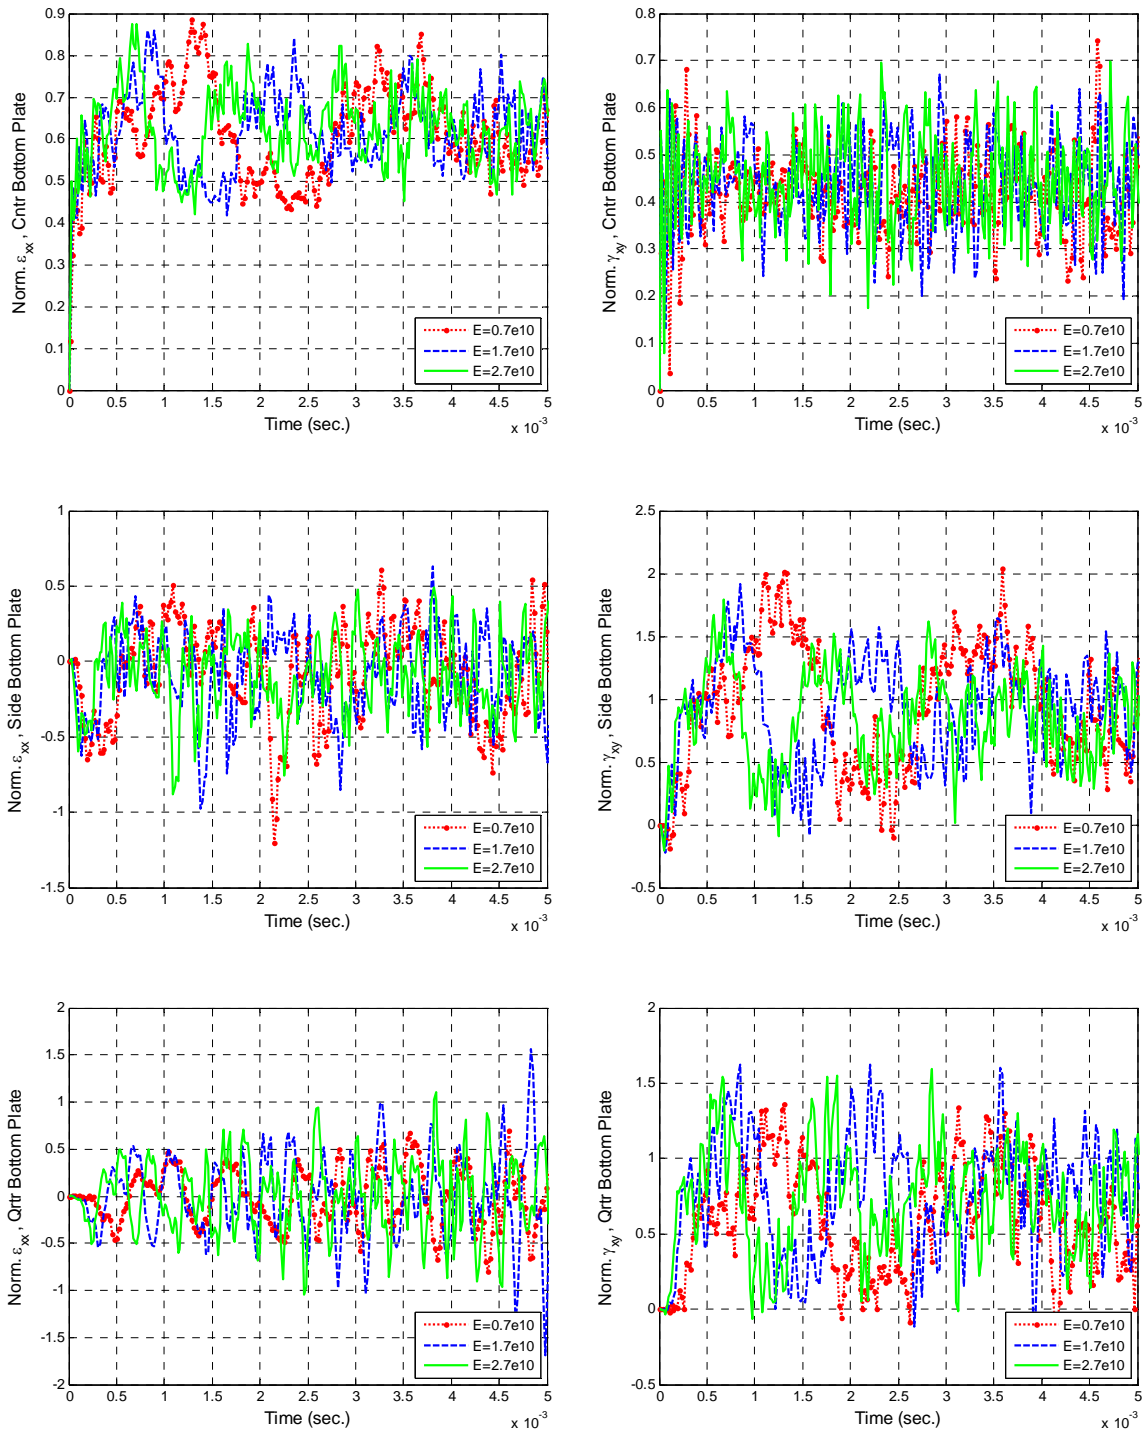 0.9
0.8
0.7
0.6
0.5
0.4
0.3
0.2
0.1
0
Norm. εxx , Cntr Bottom Plate
E=0.7e10
E=1.7e10
E=2.7e10
0 0.5 1 1.5 2 2.5 3 3.5 4 4.5 5
Time (sec.)
x 10-3
0.8
0.7
0.6
0.5
0.4
0.3
0.2
0.1
0
Norm. γxy , Cntr Bottom Plate
E=0.7e10
E=1.7e10
E=2.7e10
0 0.5 1 1.5 2 2.5 3 3.5 4 4.5 5
Time (sec.)
x 10-3
1
0.5
0
-0.5
-1
-1.5
Norm. εxx , Side Bottom Plate
E=0.7e10
E=1.7e10
E=2.7e10
0 0.5 1 1.5 2 2.5 3 3.5 4 4.5 5
Time (sec.)
x 10-3
2.5
2
1.5
1
0.5
0
-0.5
Norm. γxy , Side Bottom Plate
E=0.7e10
E=1.7e10
E=2.7e10
0 0.5 1 1.5 2 2.5 3 3.5 4 4.5 5
Time (sec.)
x 10-3
2
1.5
1
0.5
0
-0.5
-1
-1.5
-2
Norm. εxx , Qrtr Bottom Plate
E=0.7e10
E=1.7e10
E=2.7e10
0 0.5 1 1.5 2 2.5 3 3.5 4 4.5 5
Time (sec.)
x 10-3
2
1.5
1
0.5
0
-0.5
Norm. γxy, Qrtr Bottom Plate
E=0.7e10
E=1.7e10
E=2.7e10
0 0.5 1 1.5 2 2.5 3 3.5 4 4.5 5
Time (sec.)
x 10-3